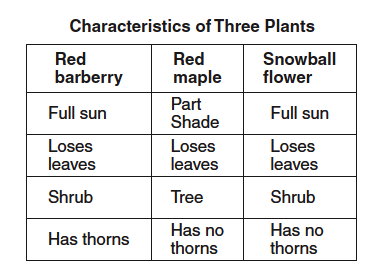 Characteristics of Three Plants
Red barberry Red maple Snowball flower
Full sun Part Shade Full sun
Loses leaves Loses leaves Loses leaves
Shrub Tree Shrub
Has thorns Has no thorns Has no thorns